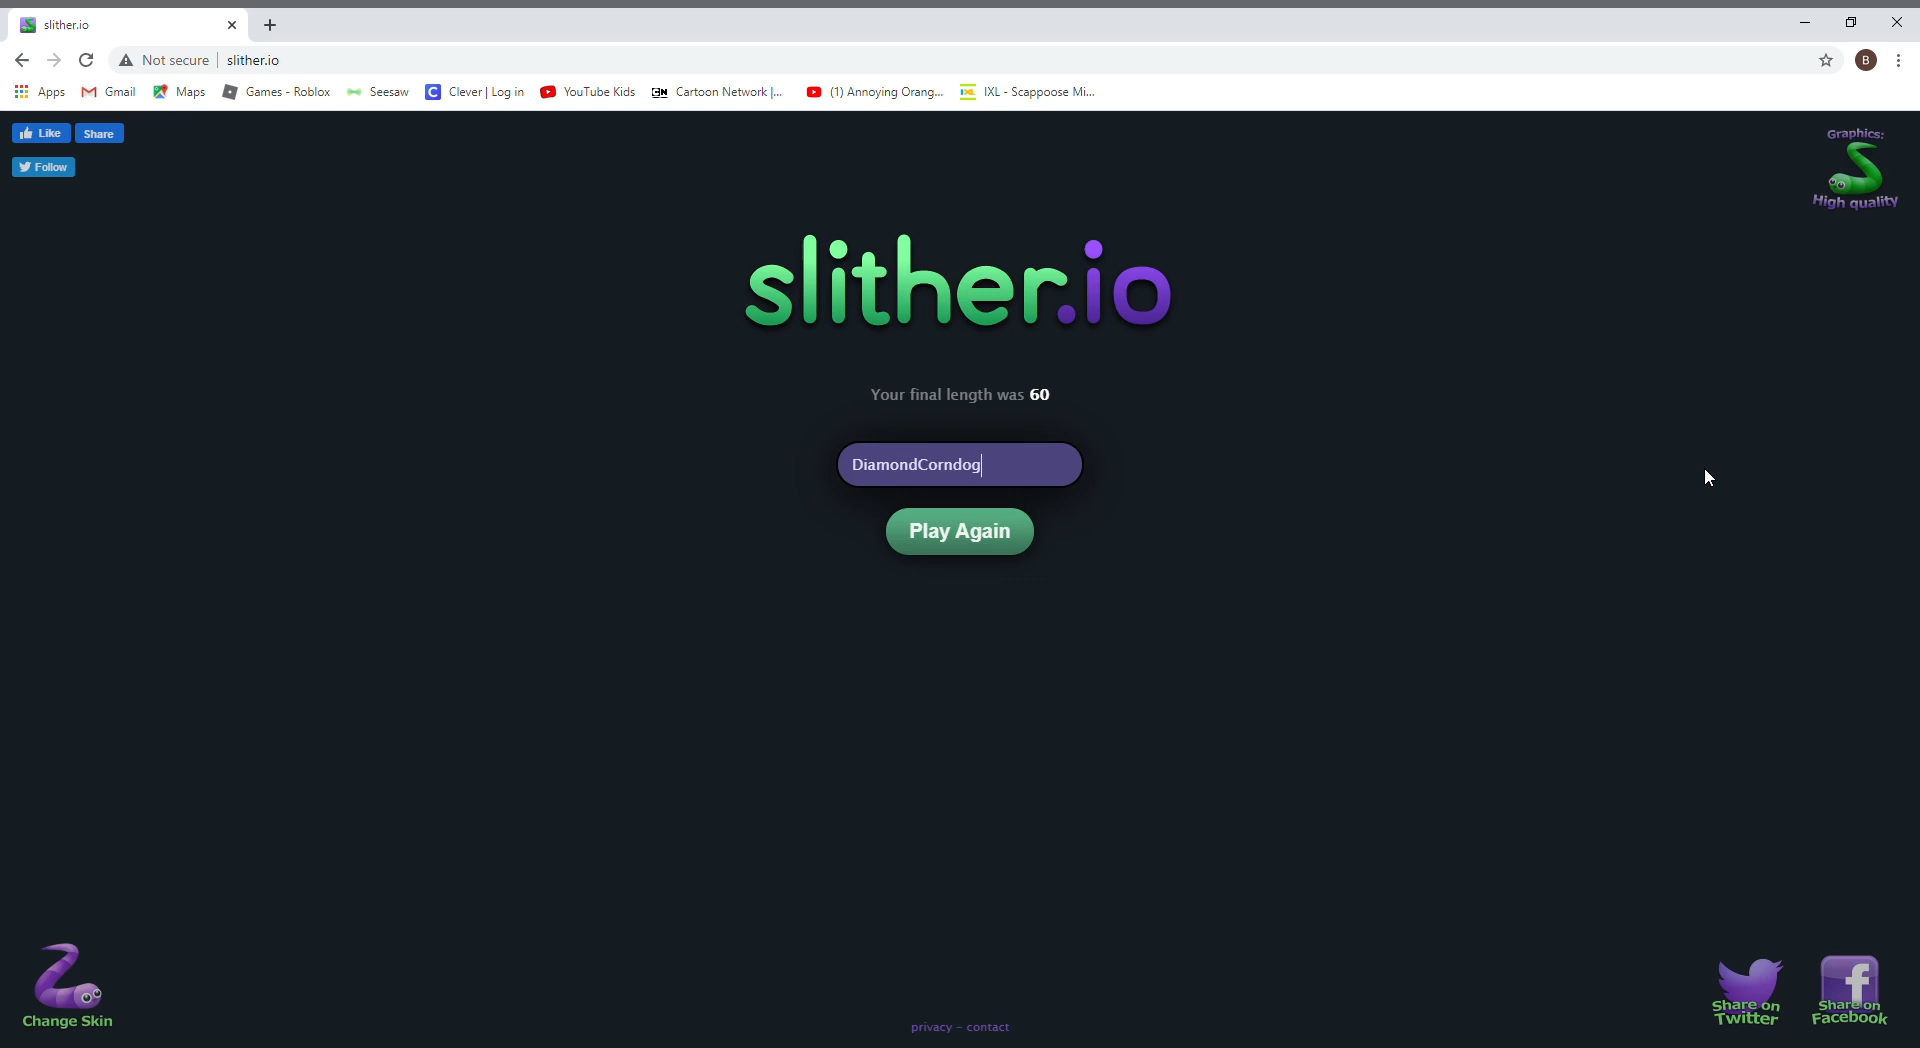 slither.io
Not secure slither.io
B
Apps Gmail Maps Games - Roblox Seesaw Clever | Log in YouTube Kids Cartoon Network |... (1) Annoying Orang... IXL - Scappoose Mi...
Like Share
Follow
Graphics:
High quality
slither.io
Your final length was 60
DiamondCorndog
Play Again
Change Skin
privacy - contact
Share on
Twitter
Share on
Facebook